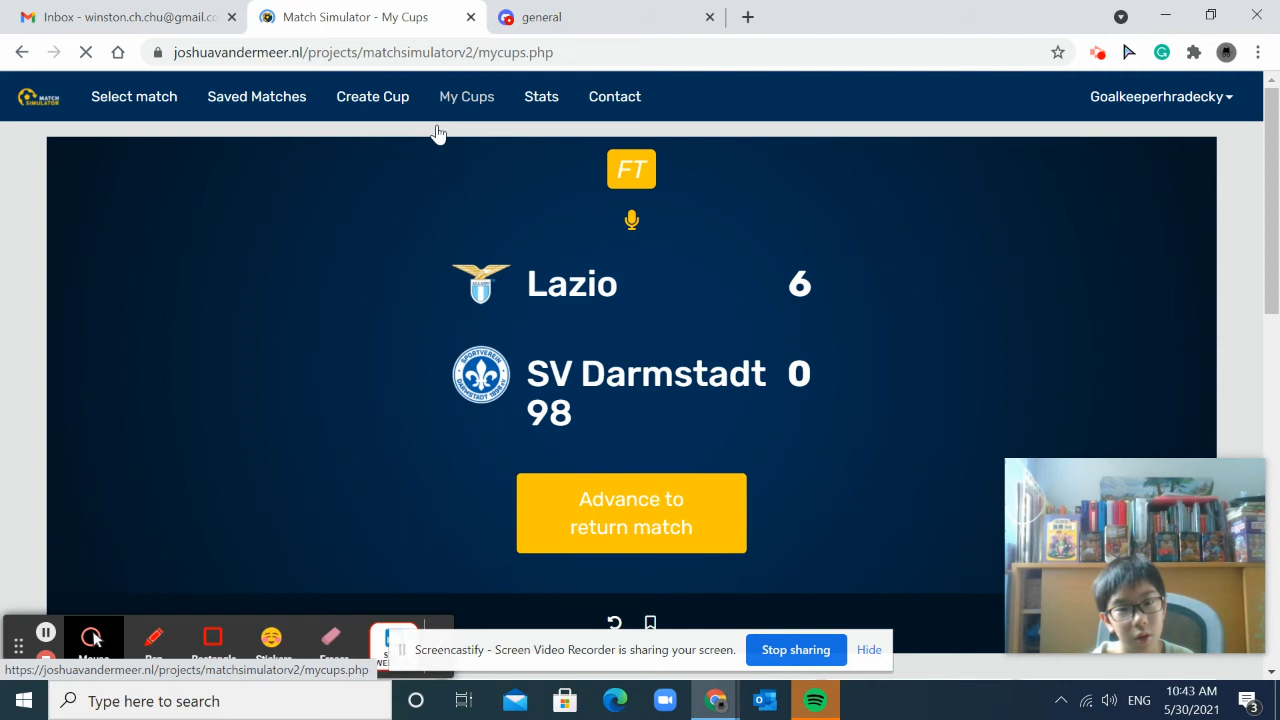 Inbox - winston.ch.chu@gmail.co
Match Simulator - My Cups
general
joshuavandermeer.nl/projects/matchsimulatorv2/mycups.php
MATCH SIMULATOR
Select match
Saved Matches
Create Cup
My Cups
Stats
Contact
Goalkeeperhradecky
FT
Lazio 6
SV Darmstadt 0
98
Advance to
return match
Screencastify - Screen Video Recorder is sharing your screen.
Stop sharing
Hide
https://joshuavandermeer.nl/projects/matchsimulatorv2/mycups.php
Type here to search
ENG
10:43 AM
5/30/2021
3